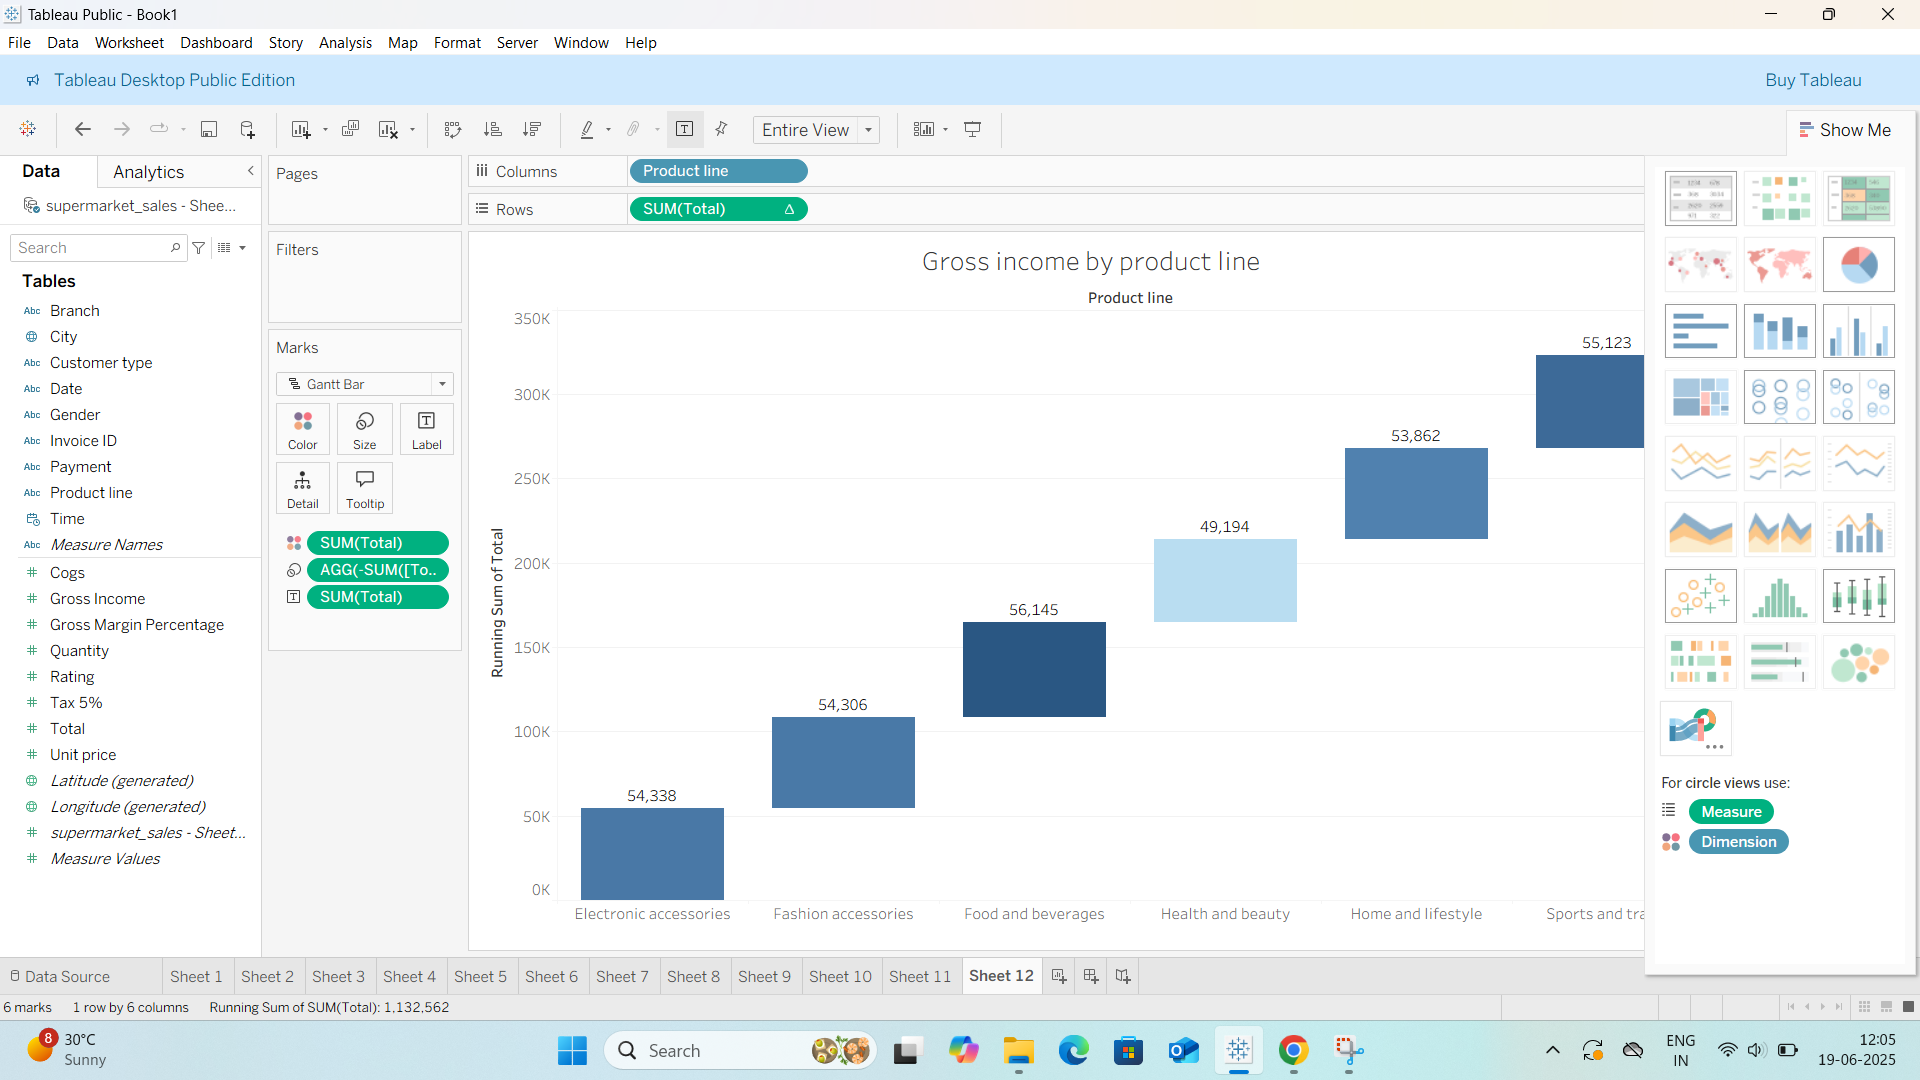 Tableau Public - Book1
File Data Worksheet Dashboard Story Analysis Map Format Server Window Help
Tableau Desktop Public Edition
Buy Tableau
Entire View
Show Me
Data
Analytics
supermarket_sales - Shee...
Search
Tables
Abc Branch
City
Abc Customer type
Abc Date
Abc Gender
Abc Invoice ID
Abc Payment
Abc Product line
Time
Abc Measure Names
Cogs
Gross Income
Gross Margin Percentage
Quantity
Rating
Tax 5%
Total
Unit price
Latitude (generated)
Longitude (generated)
supermarket_sales - Sheet...
Measure Values
Pages
Filters
Marks
Gantt Bar
Color Size Label
Detail Tooltip
SUM(Total)
AGG(-SUM([To..
SUM(Total)
Columns Product line
Rows SUM(Total)
Gross income by product line
Product line
Running Sum of Total
350K
300K
250K
200K
150K
100K
50K
0K
54,338
54,306
56,145
49,194
53,862
55,123
Electronic accessories Fashion accessories Food and beverages Health and beauty Home and lifestyle Sports and tra
For circle views use:
Measure
Dimension
Data Source Sheet 1 Sheet 2 Sheet 3 Sheet 4 Sheet 5 Sheet 6 Sheet 7 Sheet 8 Sheet 9 Sheet 10 Sheet 11 Sheet 12
6 marks 1 row by 6 columns Running Sum of SUM(Total): 1,132,562
8
30°C
Sunny
Search
ENG
IN
12:05
19-06-2025